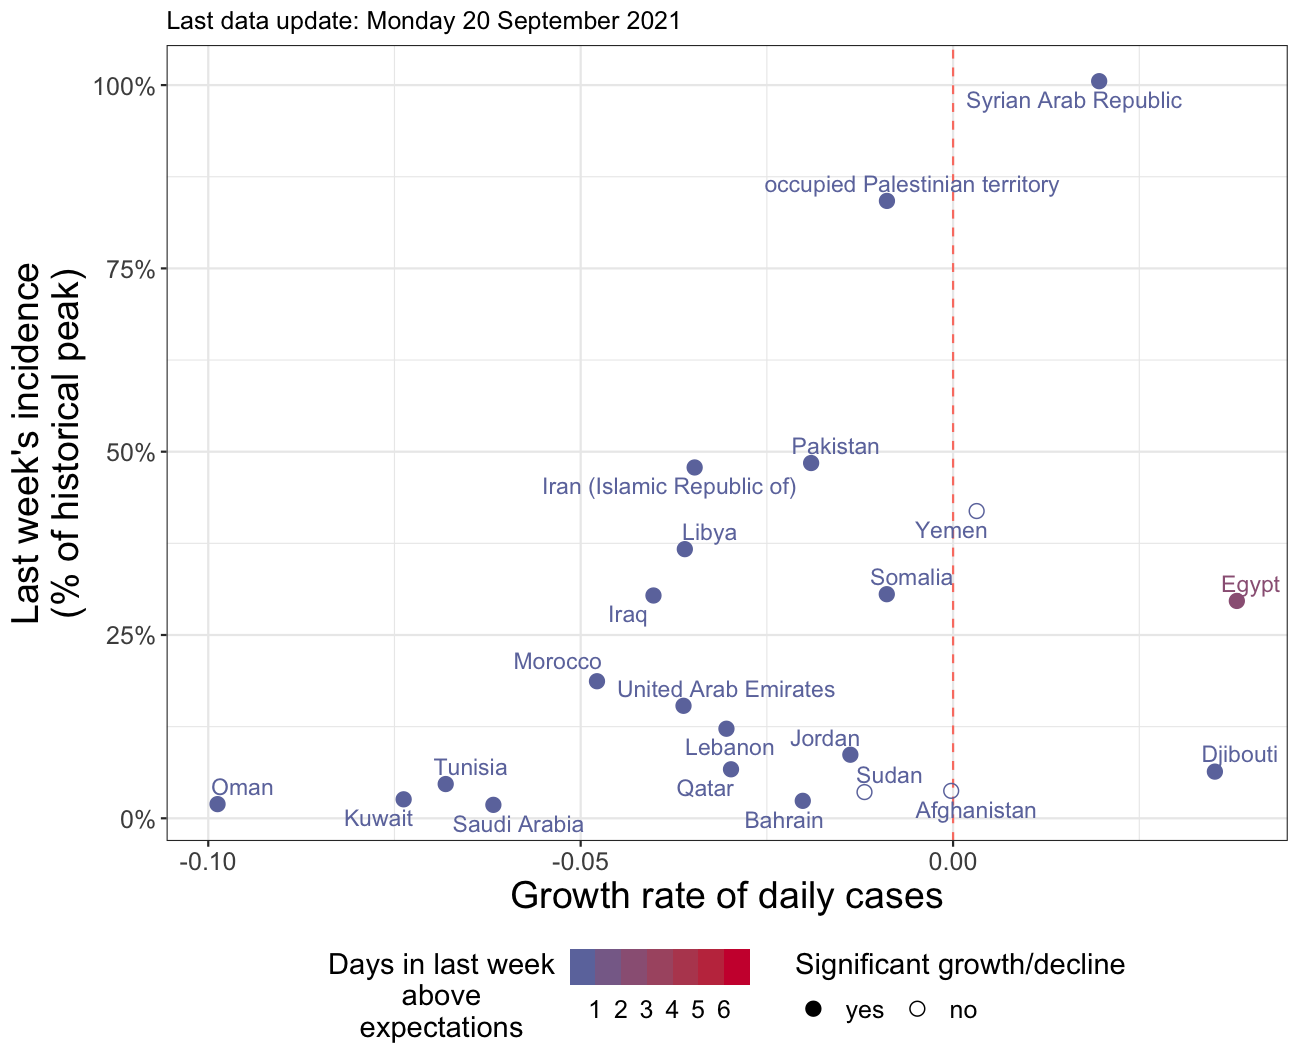 Last data update: Monday 20 September 2021
100%
Syrian Arab Republic
occupied Palestinian territory
75%
Last week's incidence
(% of historical peak)
50%
Pakistan
Iran (Islamic Republic of)
Yemen
Libya
Somalia
Egypt
Iraq
25%
Morocco
United Arab Emirates
Lebanon
Jordan
Djibouti
Tunisia
Sudan
Oman
Qatar
Kuwait
Saudi Arabia
Bahrain
Afghanistan
0%
-0.10
-0.05
0.00
Growth rate of daily cases
Days in last week
above
expectations
1 2 3 4 5 6
Significant growth/decline
yes
no